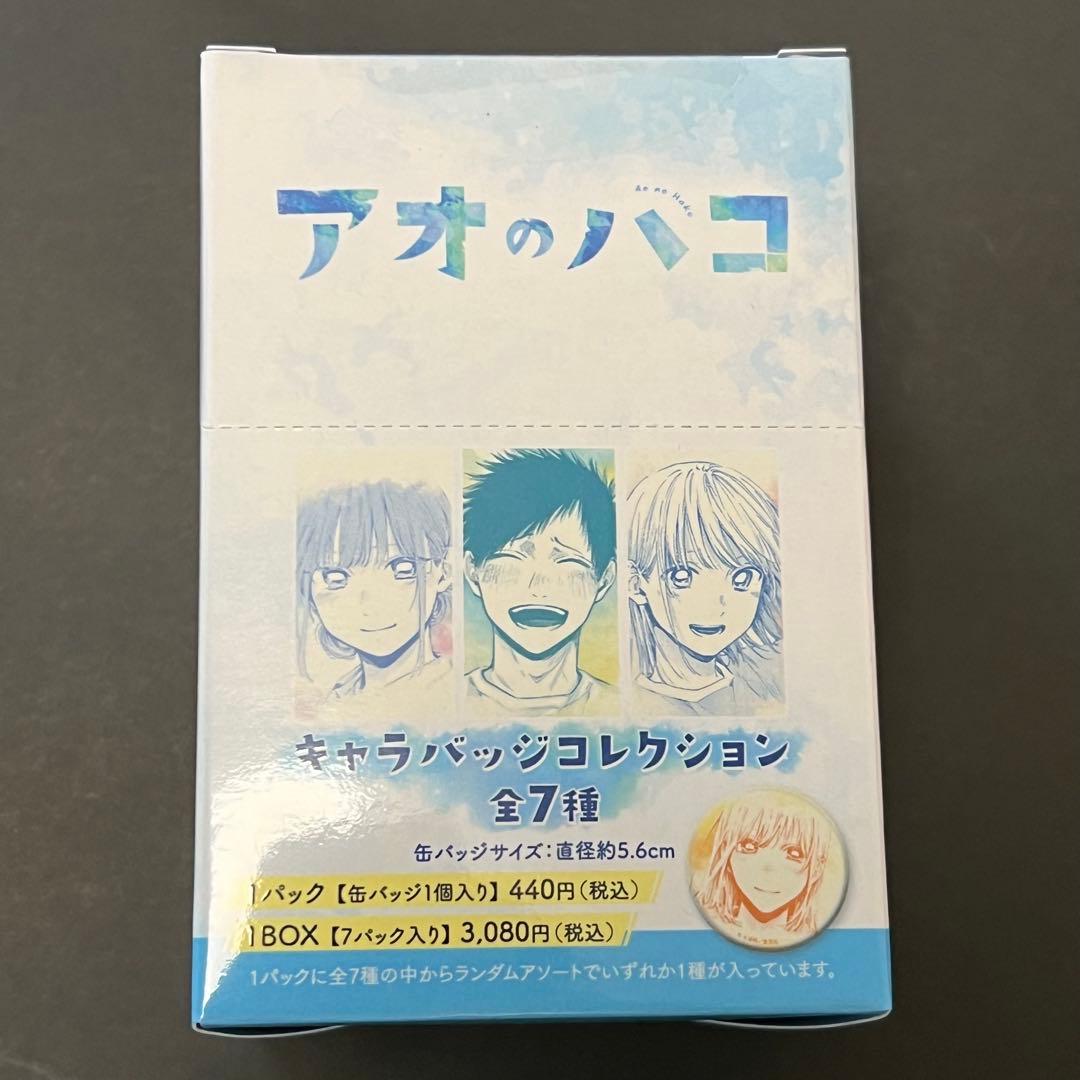 アオのハコ
Ao no Hako
キャラバッジコレクション
全7種
缶バッジサイズ:直径約5.6cm
1パック【缶バッジ1個入り】440円(税込)
1BOX【7パック入り】3,080円(税込)
1パックに全7種の中からランダムアソートでいずれか1種が入っています。